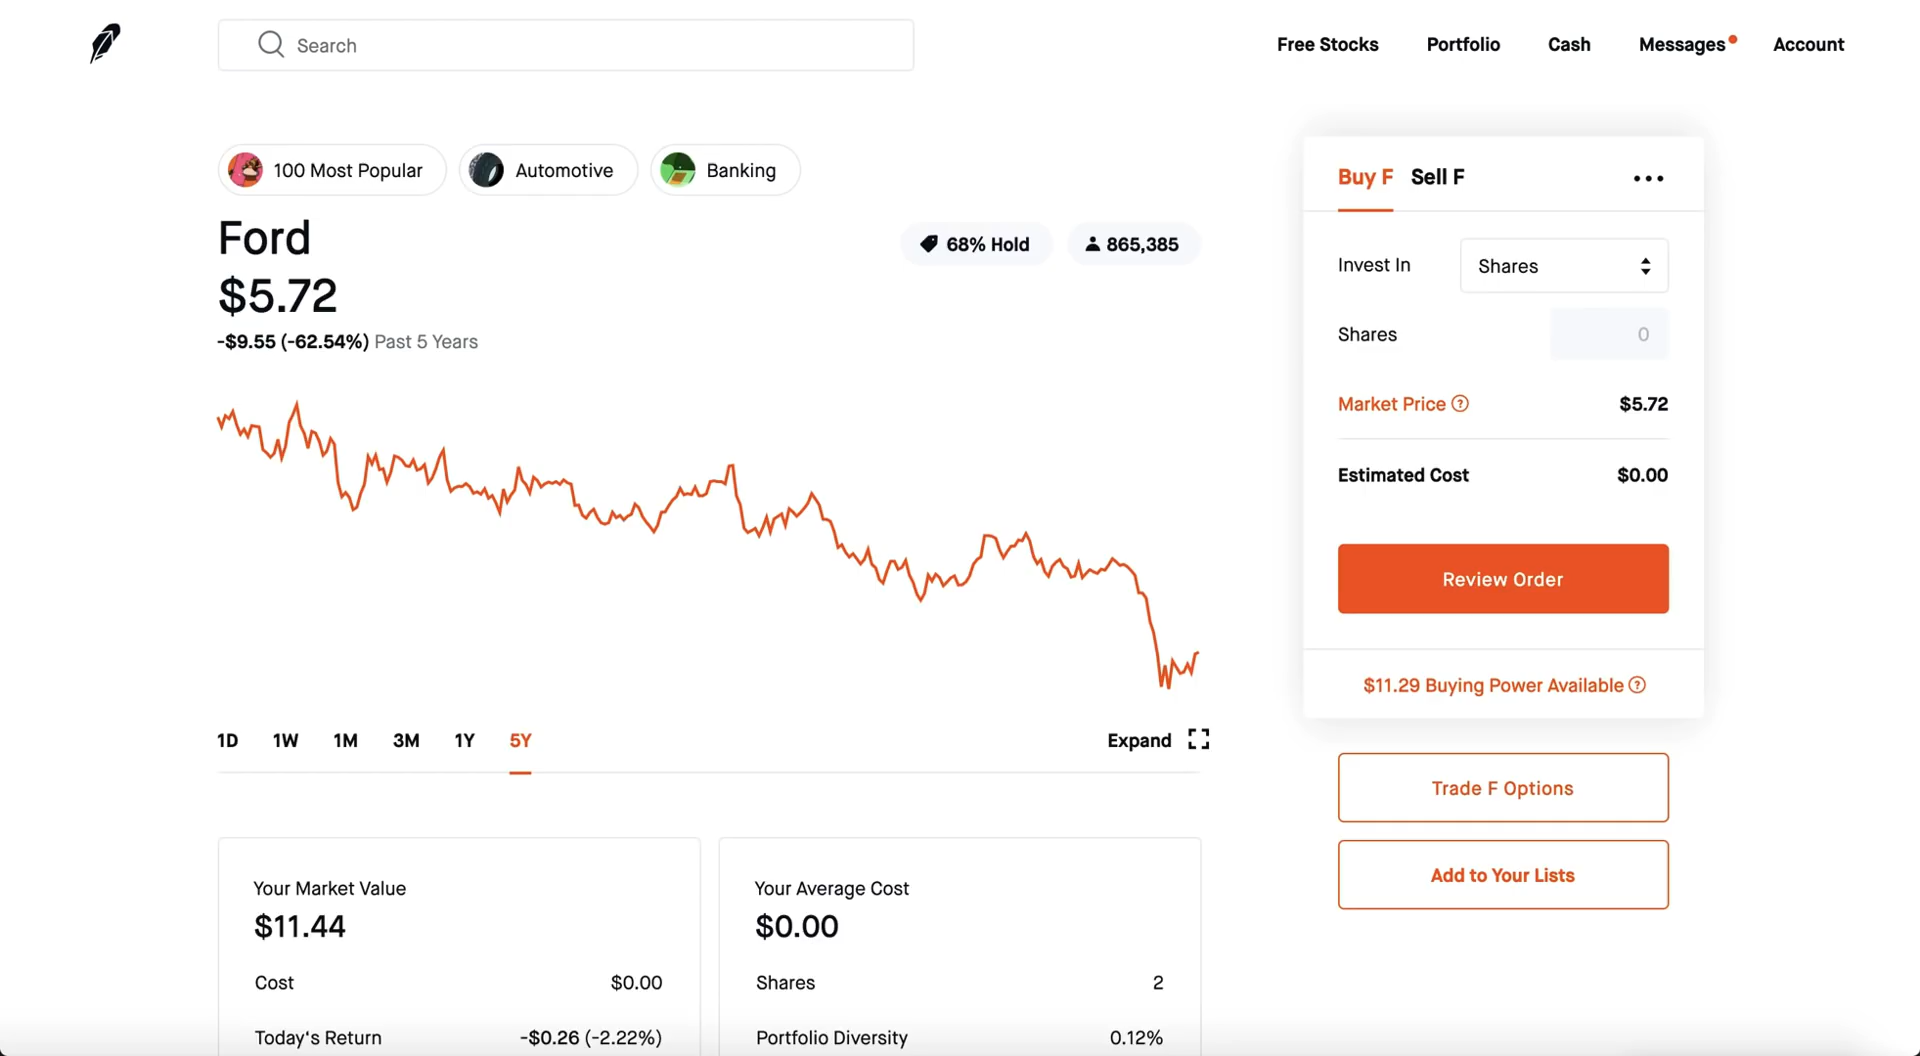 Search
Free Stocks
Portfolio
Cash
Messages
Account
100 Most Popular
Automotive
Banking
Ford
$5.72
-$9.55 (-62.54%) Past 5 Years
68% Hold
865,385
1D
1W
1M
3M
1Y
5Y
Expand
Your Market Value
$11.44
Cost
$0.00
Today's Return
-$0.26 (-2.22%)
Your Average Cost
$0.00
Shares
2
Portfolio Diversity
0.12%
Buy F
Sell F
Invest In
Shares
Shares
0
Market Price ?
$5.72
Estimated Cost
$0.00
Review Order
$11.29 Buying Power Available ?
Trade F Options
Add to Your Lists